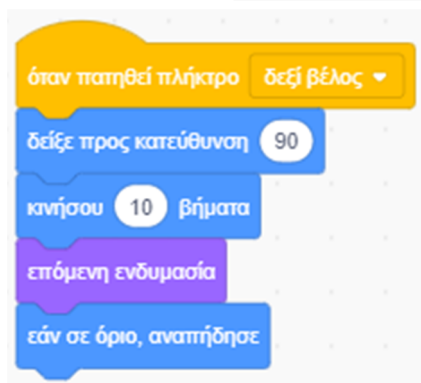 όταν πατηθεί πλήκτρο δεξί βέλος
δείξε προς κατεύθυνση 90
κινήσου 10 βήματα
επόμενη ενδυμασία
εάν σε όριο, αναπήδησε